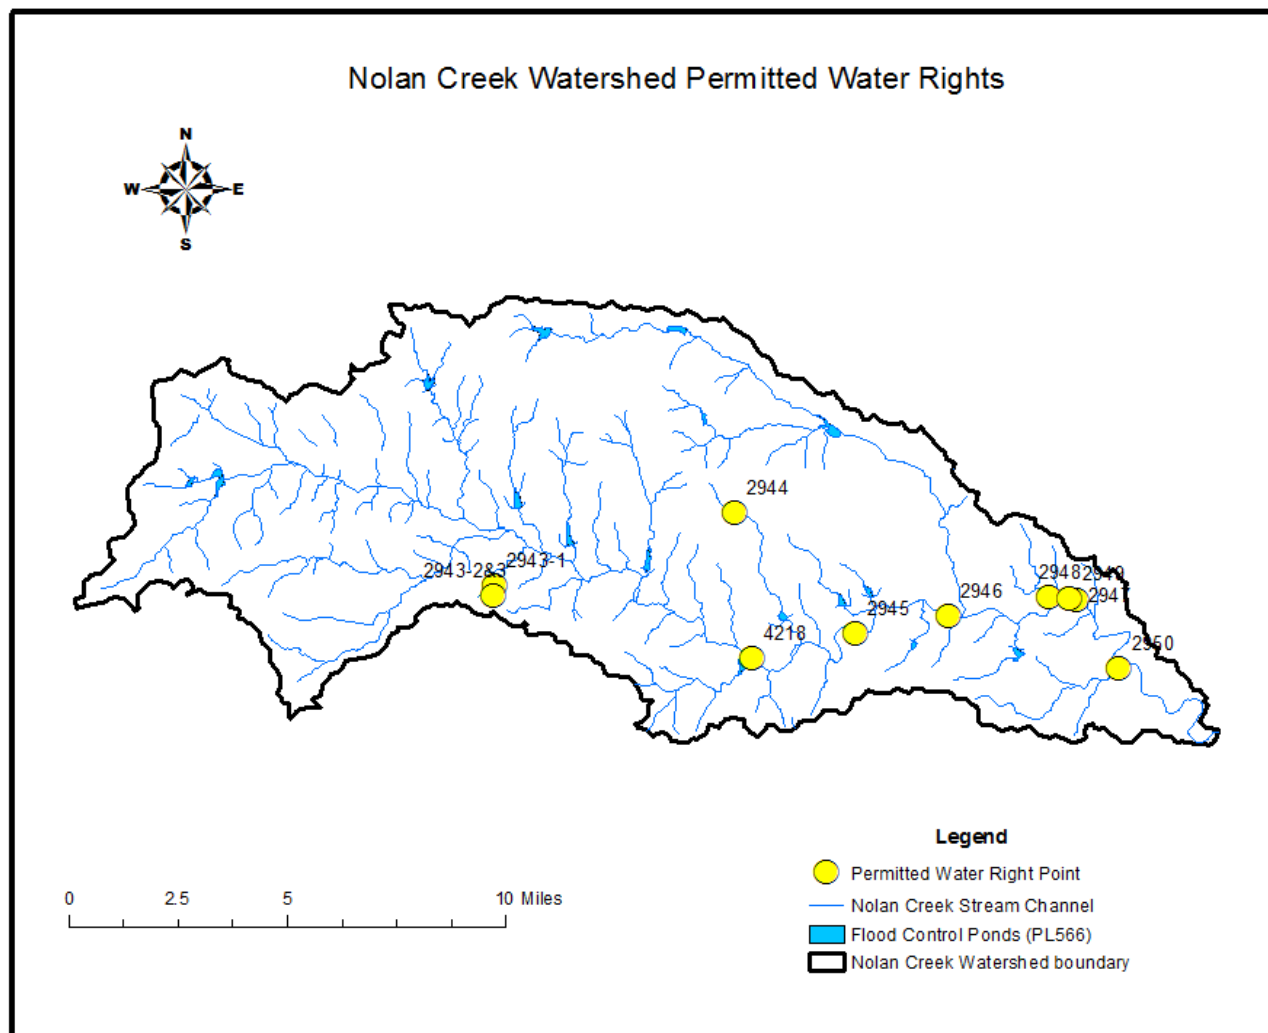 Nolan Creek Watershed Permitted Water Rights
N
W E
S
2944
2943-1
2943-2&3
2948 2949
2947
2946
2945
4218
2950
Legend
Permitted Water Right Point
Nolan Creek Stream Channel
Flood Control Ponds (PL566)
Nolan Creek Watershed boundary
0 2.5 5 10 Miles